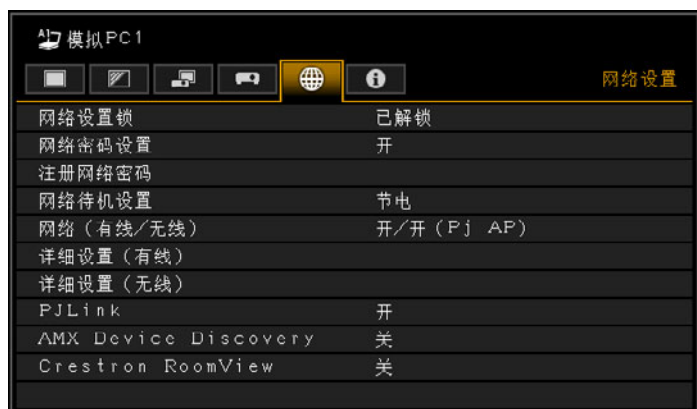 模拟PC1
网络设置
网络设置锁 已解锁
网络密码设置 开
注册网络密码
网络待机设置 节电
网络（有线/无线） 开/开（Pj AP）
详细设置（有线）
详细设置（无线）
PJLink 开
AMX Device Discovery 关
Crestron RoomView 关